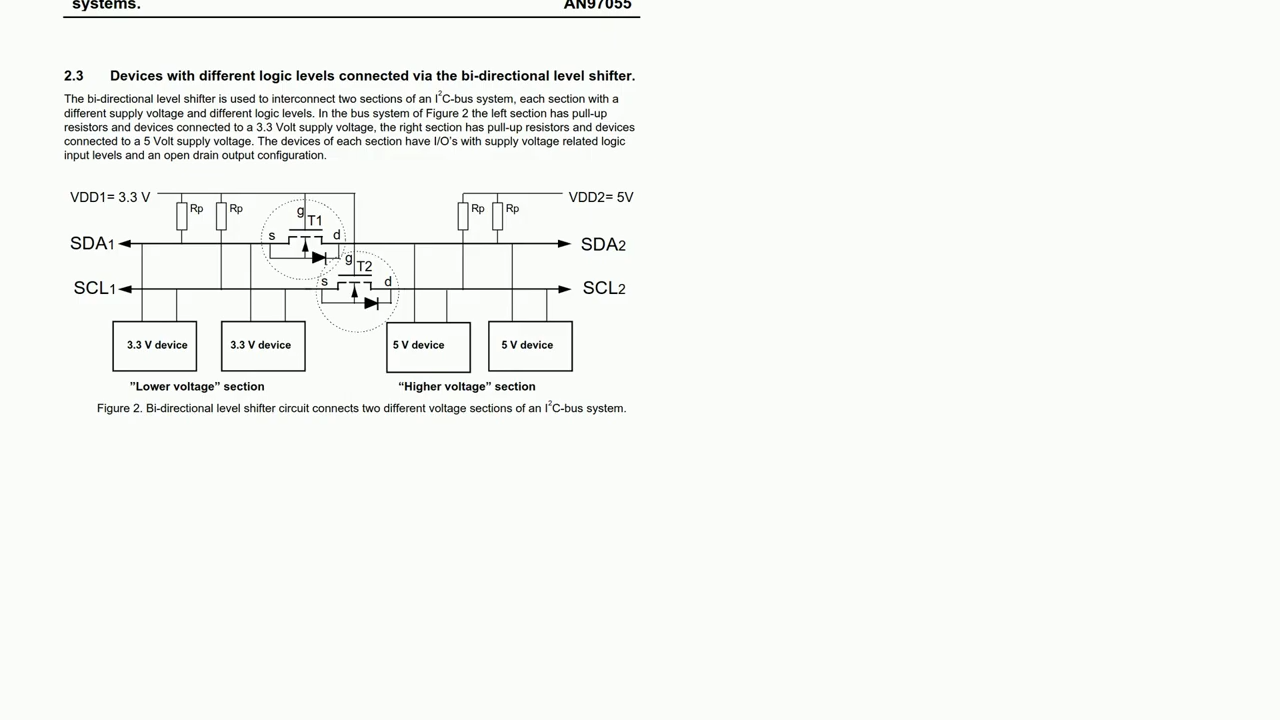 systems. AN97055
2.3 Devices with different logic levels connected via the bi-directional level shifter.
The bi-directional level shifter is used to interconnect two sections of an I²C-bus system, each section with a
different supply voltage and different logic levels. In the bus system of Figure 2 the left section has pull-up
resistors and devices connected to a 3.3 Volt supply voltage, the right section has pull-up resistors and devices
connected to a 5 Volt supply voltage. The devices of each section have I/O's with supply voltage related logic
input levels and an open drain output configuration.
VDD1= 3.3 V VDD2= 5V
Rp Rp g T1 Rp Rp
SDA1 s d SDA2
g T2
SCL1 s d SCL2
3.3 V device 3.3 V device 5 V device 5 V device
”Lower voltage” section “Higher voltage” section
Figure 2. Bi-directional level shifter circuit connects two different voltage sections of an I²C-bus system.